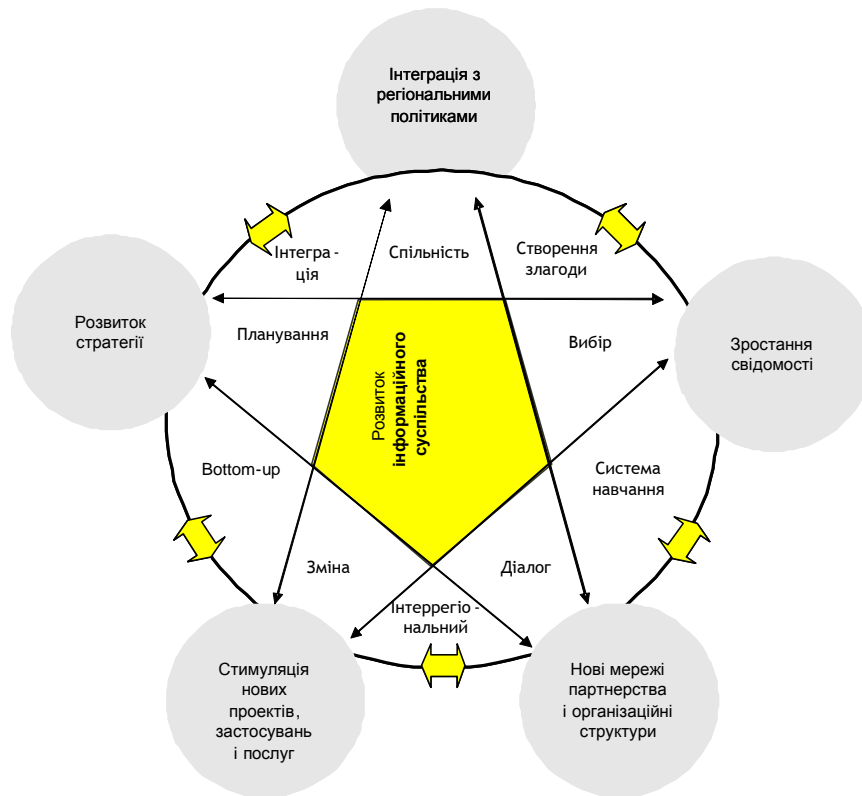 Інтеграція з
регіональними
політиками
Інтегра -
ція
Спільність
Створення
злагоди
Розвиток
стратегії
Планування
Вибір
Зростання
свідомості
Розвиток
інформаційного
суспільства
Bottom-up
Система
навчання
Зміна
Діалог
Інтеррегіо -
нальний
Стимуляція
нових
проектів,
застосувань
і послуг
Нові мережі
партнерства
і організаційні
структури